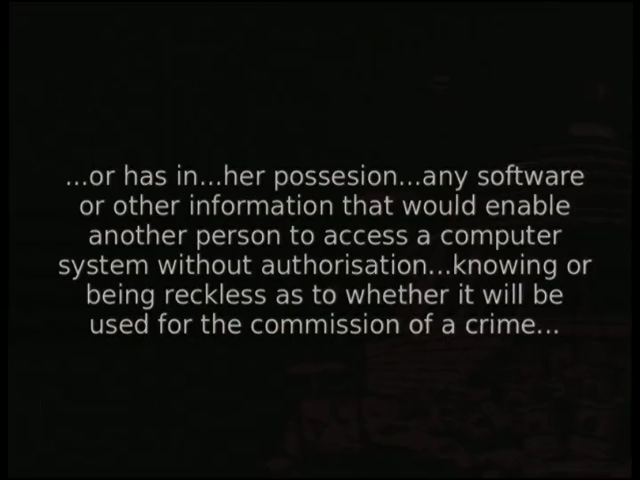 ...or has in...her possesion...any software
or other information that would enable
another person to access a computer
system without authorisation...knowing or
being reckless as to whether it will be
used for the commission of a crime...